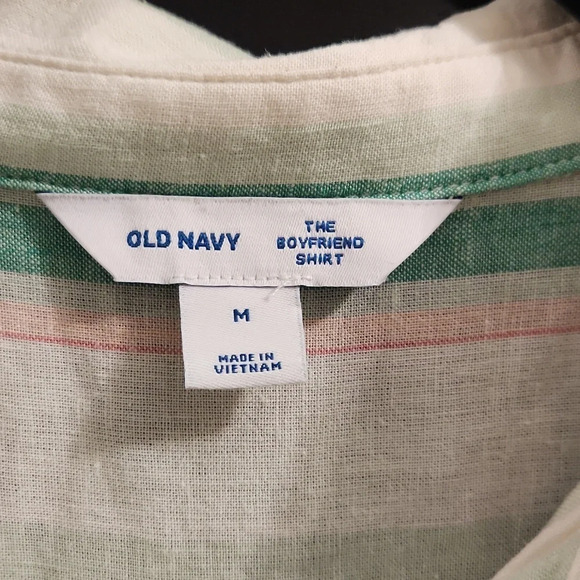 OLD NAVY
THE
BOYFRIEND
SHIRT
M
MADE IN
VIETNAM